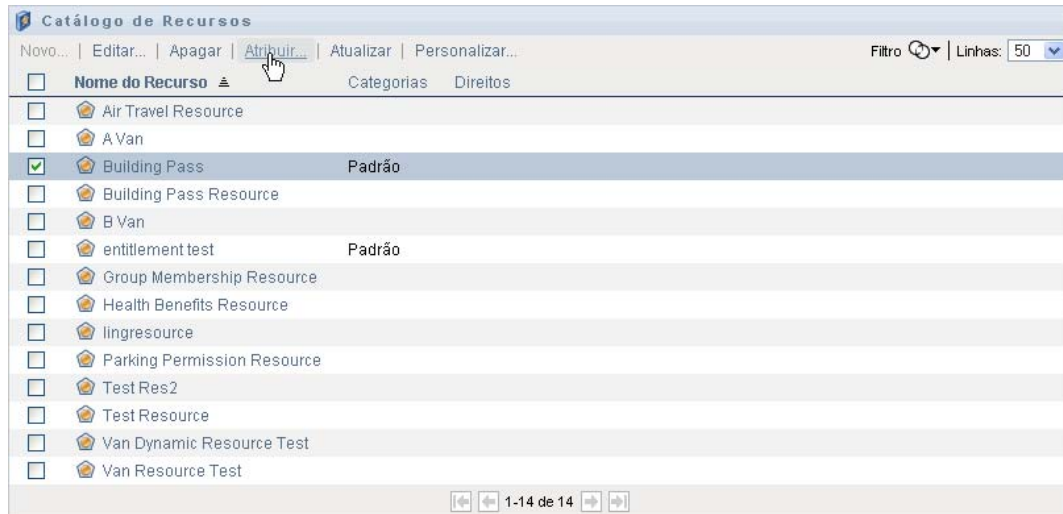 Catálogo de Recursos
Novo... | Editar... | Apagar | Atribuir... | Atualizar | Personalizar... Filtro | Linhas: 50
Nome do Recurso Categorias Direitos
Air Travel Resource
A Van
Building Pass Padrão
Building Pass Resource
B Van
entitlement test Padrão
Group Membership Resource
Health Benefits Resource
lingresource
Parking Permission Resource
Test Res2
Test Resource
Van Dynamic Resource Test
Van Resource Test
1-14 de 14